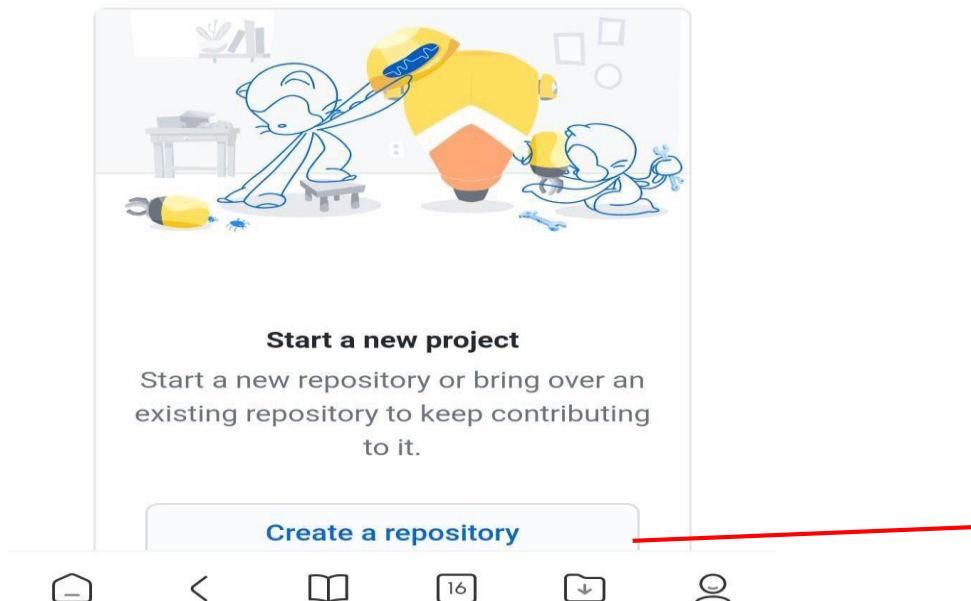 Start a new project
Start a new repository or bring over an
existing repository to keep contributing
to it.
Create a repository
16